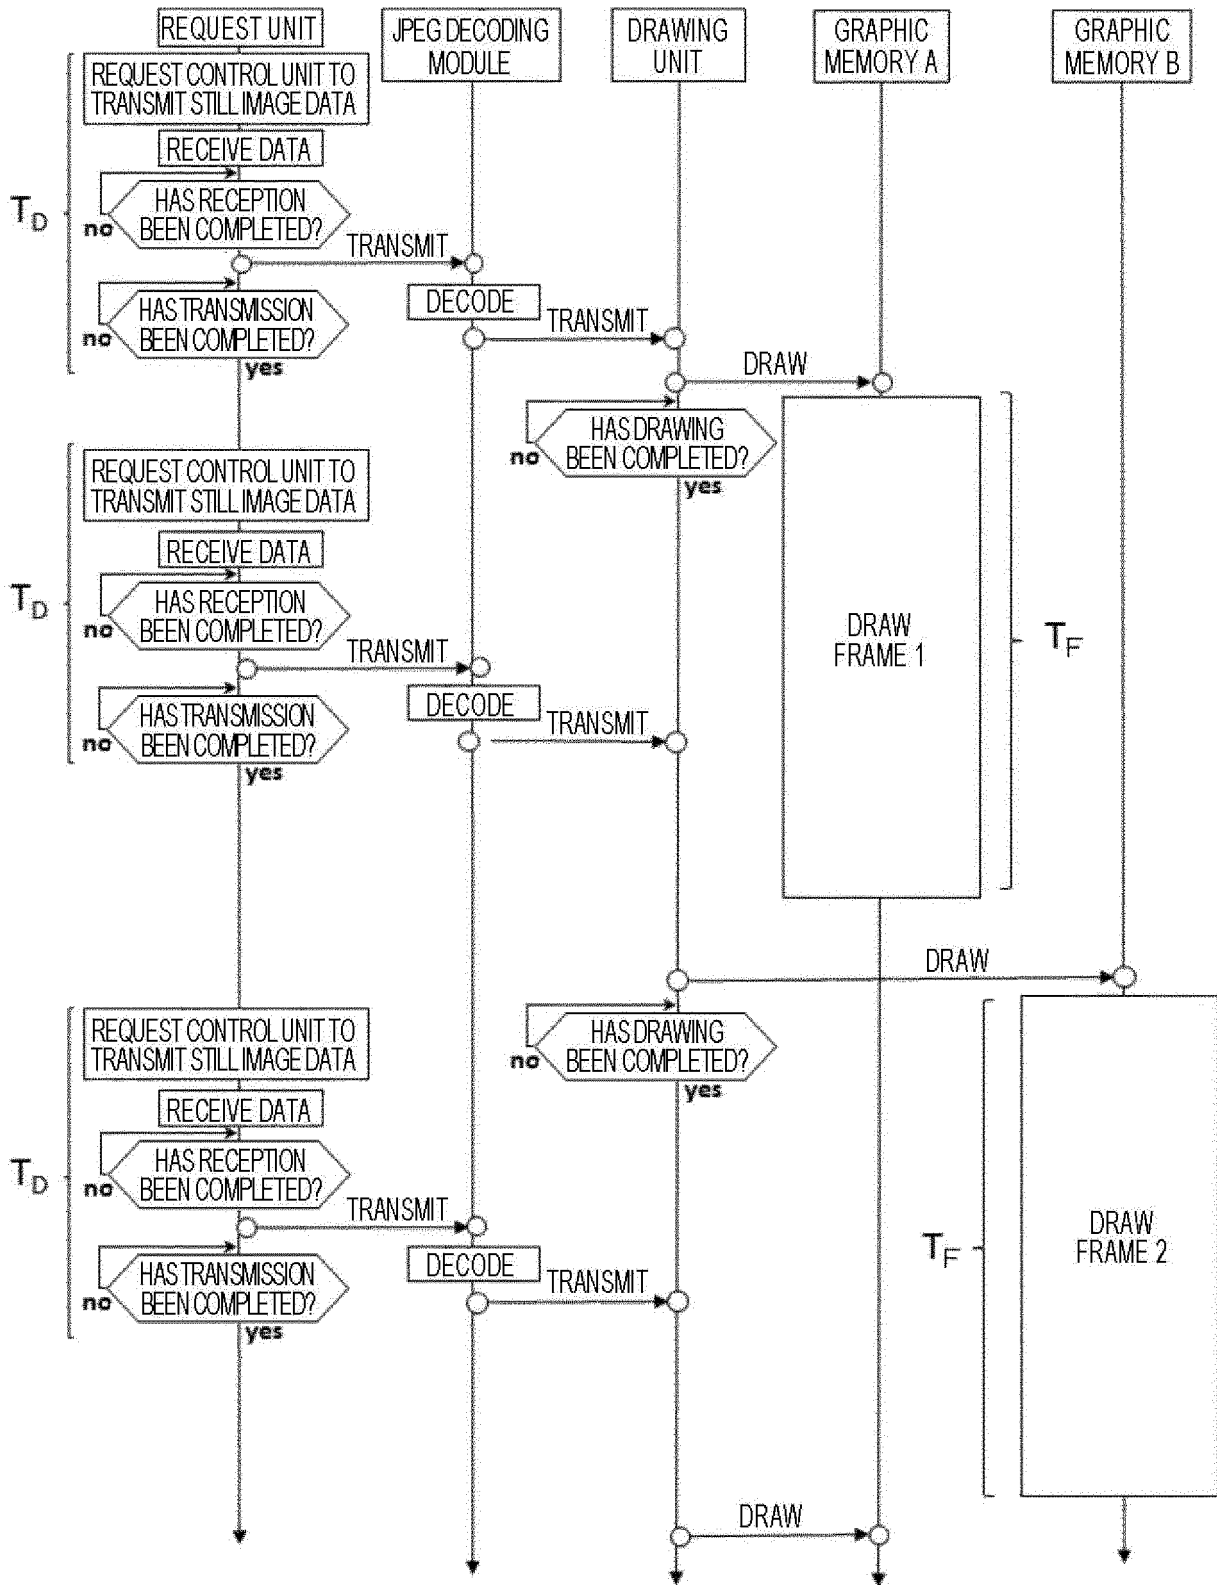 REQUEST UNIT
JPEG DECODING
MODULE
DRAWING
UNIT
GRAPHIC
MEMORY A
GRAPHIC
MEMORY B
REQUEST CONTROL UNIT TO
TRANSMIT STILL IMAGE DATA
RECEIVE DATA
TD
HAS RECEPTION
BEEN COMPLETED?
no
TRANSMIT
HAS TRANSMISSION
BEEN COMPLETED?
no
yes
DECODE
TRANSMIT
DRAW
HAS DRAWING
BEEN COMPLETED?
no
yes
REQUEST CONTROL UNIT TO
TRANSMIT STILL IMAGE DATA
RECEIVE DATA
TD
HAS RECEPTION
BEEN COMPLETED?
no
DRAW
FRAME 1
TF
TRANSMIT
HAS TRANSMISSION
BEEN COMPLETED?
no
yes
DECODE
TRANSMIT
DRAW
REQUEST CONTROL UNIT TO
TRANSMIT STILL IMAGE DATA
HAS DRAWING
BEEN COMPLETED?
no
yes
RECEIVE DATA
TD
HAS RECEPTION
BEEN COMPLETED?
no
TRANSMIT
HAS TRANSMISSION
BEEN COMPLETED?
no
yes
DECODE
TRANSMIT
TF
DRAW
FRAME 2
DRAW